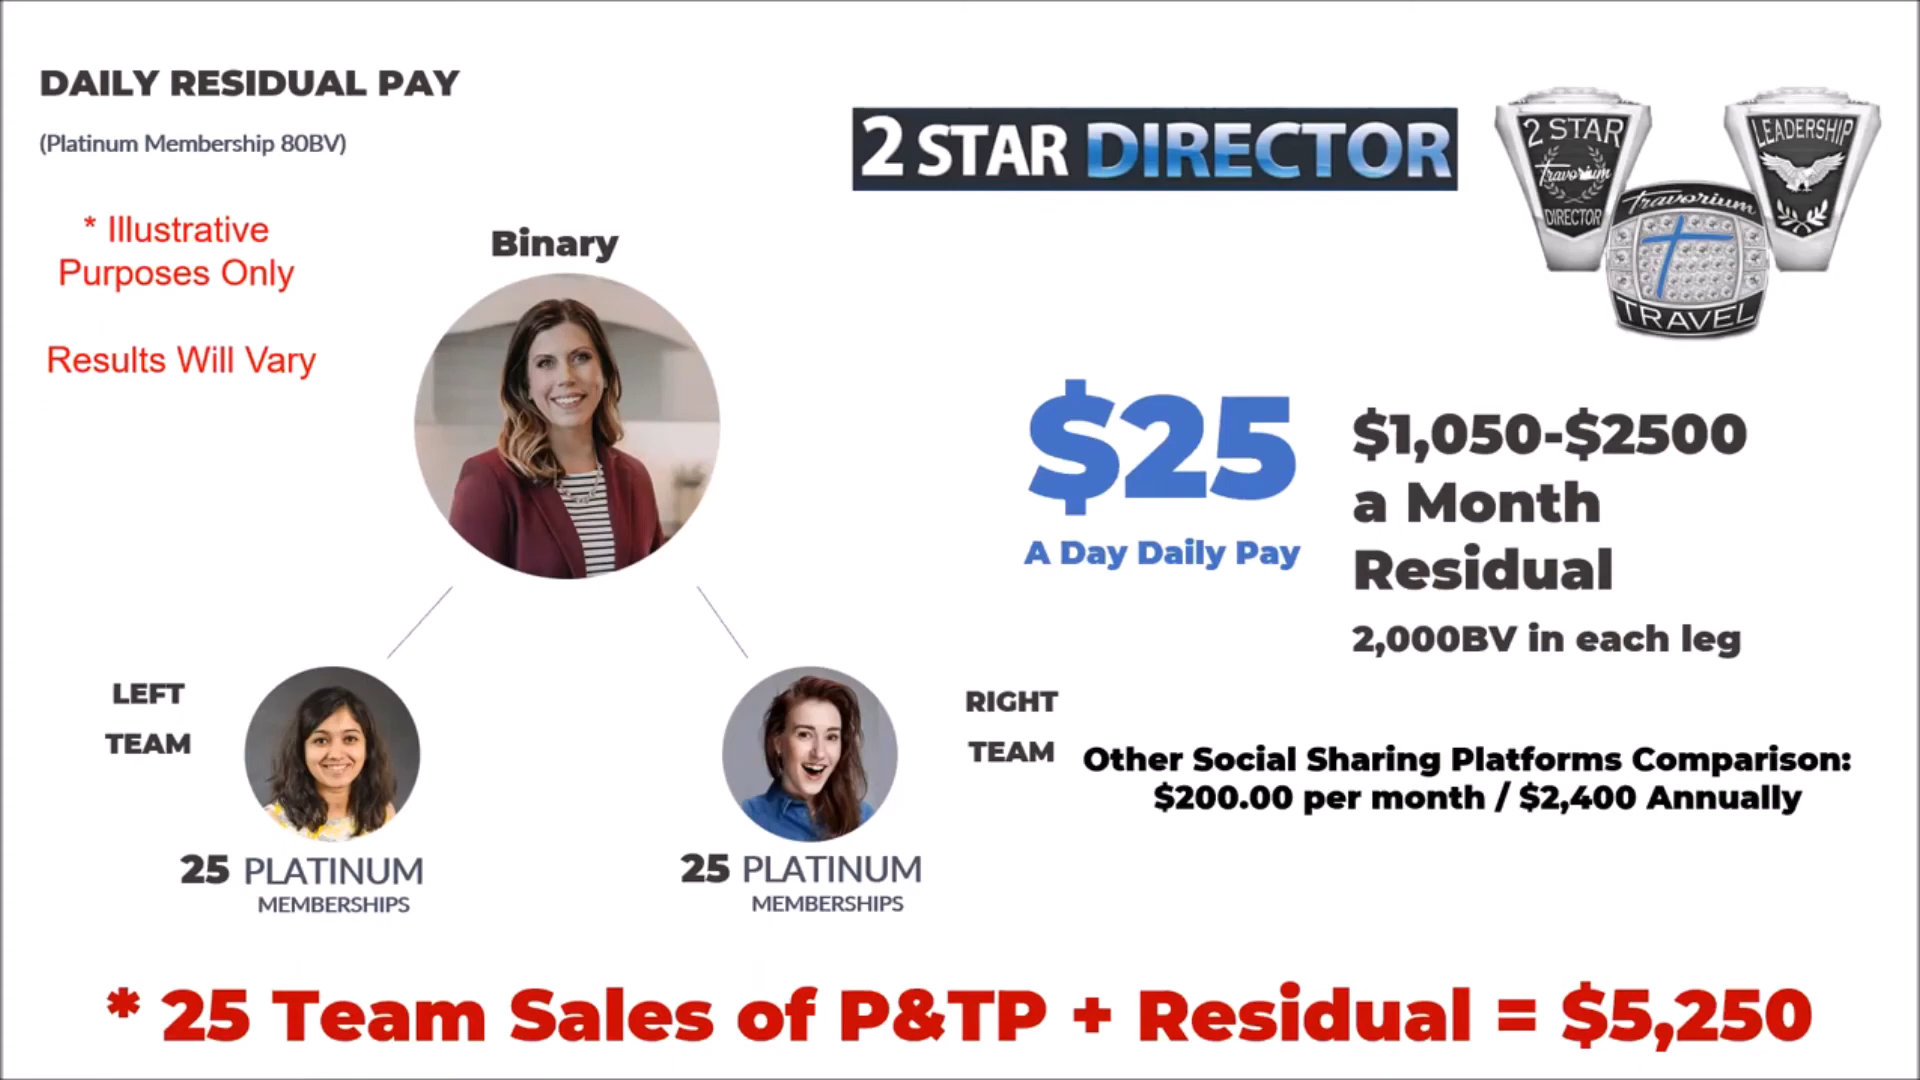 DAILY RESIDUAL PAY
(Platinum Membership 80BV)
* Illustrative
Purposes Only
Results Will Vary
Binary
2 STAR DIRECTOR
2 STAR
Travorium
DIRECTOR
LEADERSHIP
Travorium
TRAVEL
$25
A Day Daily Pay
$1,050-$2500
a Month
Residual
2,000BV in each leg
LEFT
TEAM
RIGHT
TEAM
Other Social Sharing Platforms Comparison:
$200.00 per month / $2,400 Annually
25 PLATINUM
MEMBERSHIPS
25 PLATINUM
MEMBERSHIPS
* 25 Team Sales of P&TP + Residual = $5,250